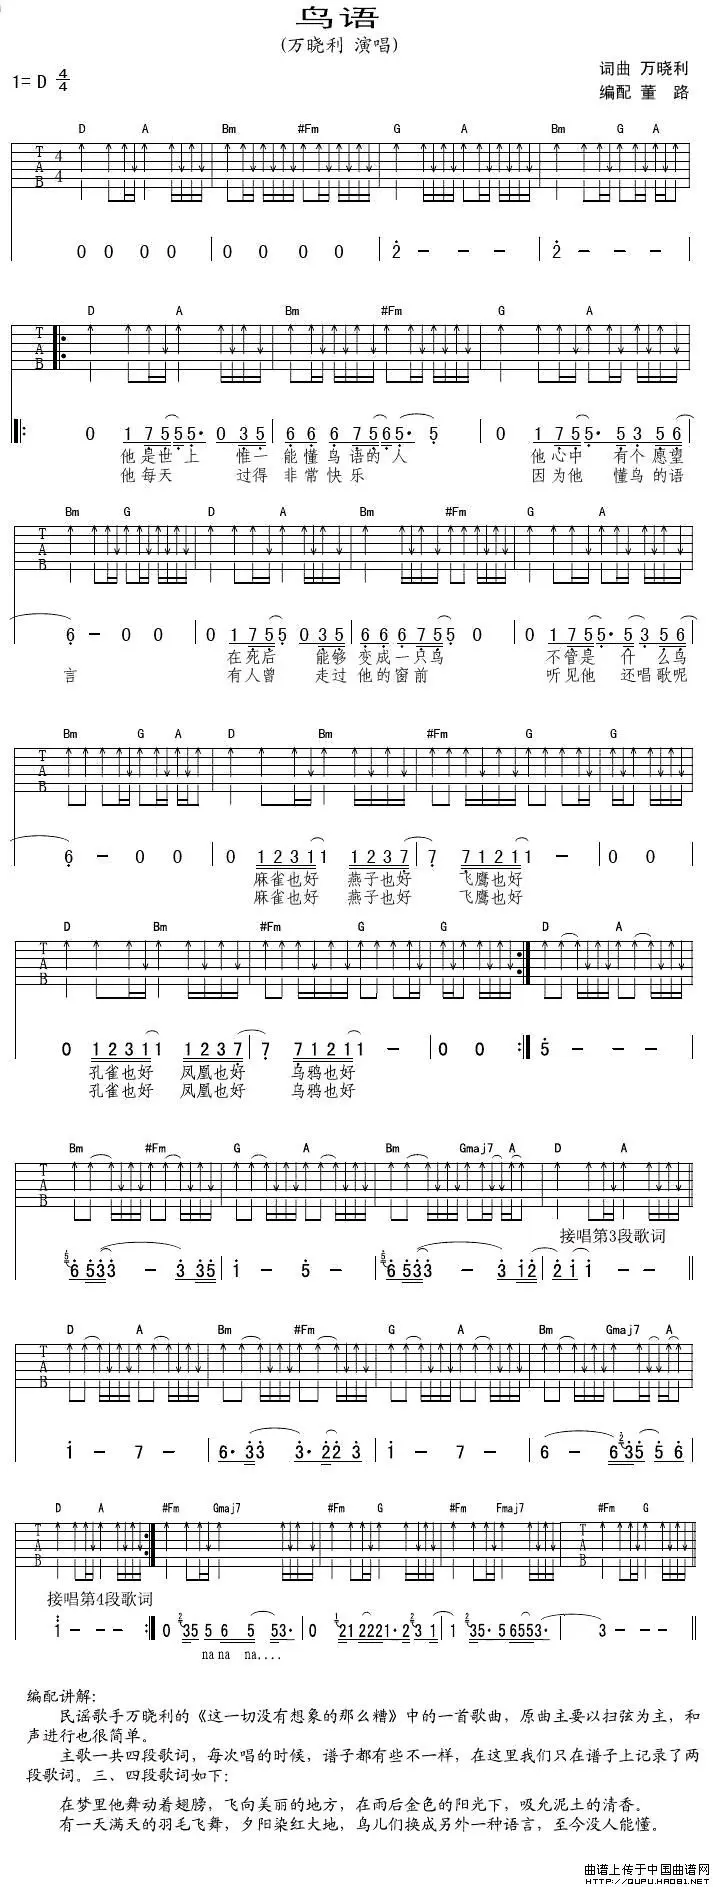 鸟语
(万晓利 演唱)
1= D 4/4
词曲 万晓利
编配 董 路
D A Bm #Fm G A Bm G A
T A B 4 4
0 0 0 0 0 0 0 0 2 - - - 2 - - -
D A Bm #Fm G A
T A B
0 1 7 5 5 5· 0 3 5 6 6 6 7 5 6 5· 5 0 1 7 5 5· 5 3 5 6
他是世上 惟一 能懂鸟语的人 他心中 有个愿望
他每天 过得 非常快乐 因为他 懂鸟的语
Bm G D A Bm #Fm G A
T A B
6 - 0 0 0 1 7 5 5 0 3 5 6 6 6 7 5 0 0 1 7 5 5· 5 3 5 6
在死后 能够 变成一只鸟 不管是 什么鸟
言 有人曾 走过 他的窗前 听见他 还唱歌呢
Bm G A D Bm #Fm G G
T A B
6 - 0 0 0 1 2 3 1 1 1 2 3 7 7 7 1 2 1 1 - 0 0
麻雀也好 燕子也好 飞鹰也好
麻雀也好 燕子也好 飞鹰也好
D Bm #Fm G G D A
T A B
0 1 2 3 1 1 1 2 3 7 7 7 1 2 1 1 - 0 0 5 - - -
孔雀也好 凤凰也好 乌鸦也好
孔雀也好 凤凰也好 乌鸦也好
Bm #Fm G A Bm Gmaj7 A D A
T A B
接唱第3段歌词
5 6 5 3 3 - 3 3 5 1 - 5 - 5 6 5 3 3 - 3 1 2 2 1 1 - -
D A Bm #Fm G A Bm Gmaj7 A
T A B
1 - 7 - 6· 3 3 3· 2 2 3 1 - 7 - 6 - 2 6 3 5 5 6
D A #Fm Gmaj7 #Fm G #Fm Fmaj7 #Fm G
T A B
接唱第4段歌词
1 - - - 0 2 35 5 6 5 53· 0 1 21 2221· 2 3 1 1 2 35· 5 6553· 3 - -
na na na,...
编配讲解:
民谣歌手万晓利的《这一切没有想象的那么糟》中的一首歌曲，原曲主要以扫弦为主，和
声进行也很简单。
主歌一共四段歌词，每次唱的时候，谱子都有些不一样，在这里我们只在谱子上记录了两
段歌词。三、四段歌词如下:
在梦里他舞动着翅膀，飞向美丽的地方，在雨后金色的阳光下，吸允泥土的清香。
有一天满天的羽毛飞舞，夕阳染红大地，鸟儿们换成另外一种语言，至今没人能懂。
曲谱上传于中国曲谱网
HTTP://QUPU.HAO81.NET